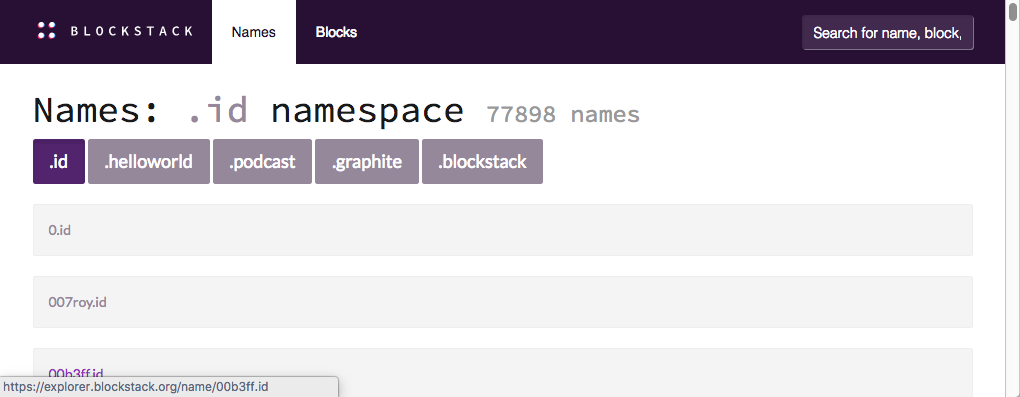 BLOCKSTACK Names Blocks Search for name, block,
Names: .id namespace 77898 names
.id .helloworld .podcast .graphite .blockstack
0.id
007roy.id
00b3ff.id
https://explorer.blockstack.org/name/00b3ff.id